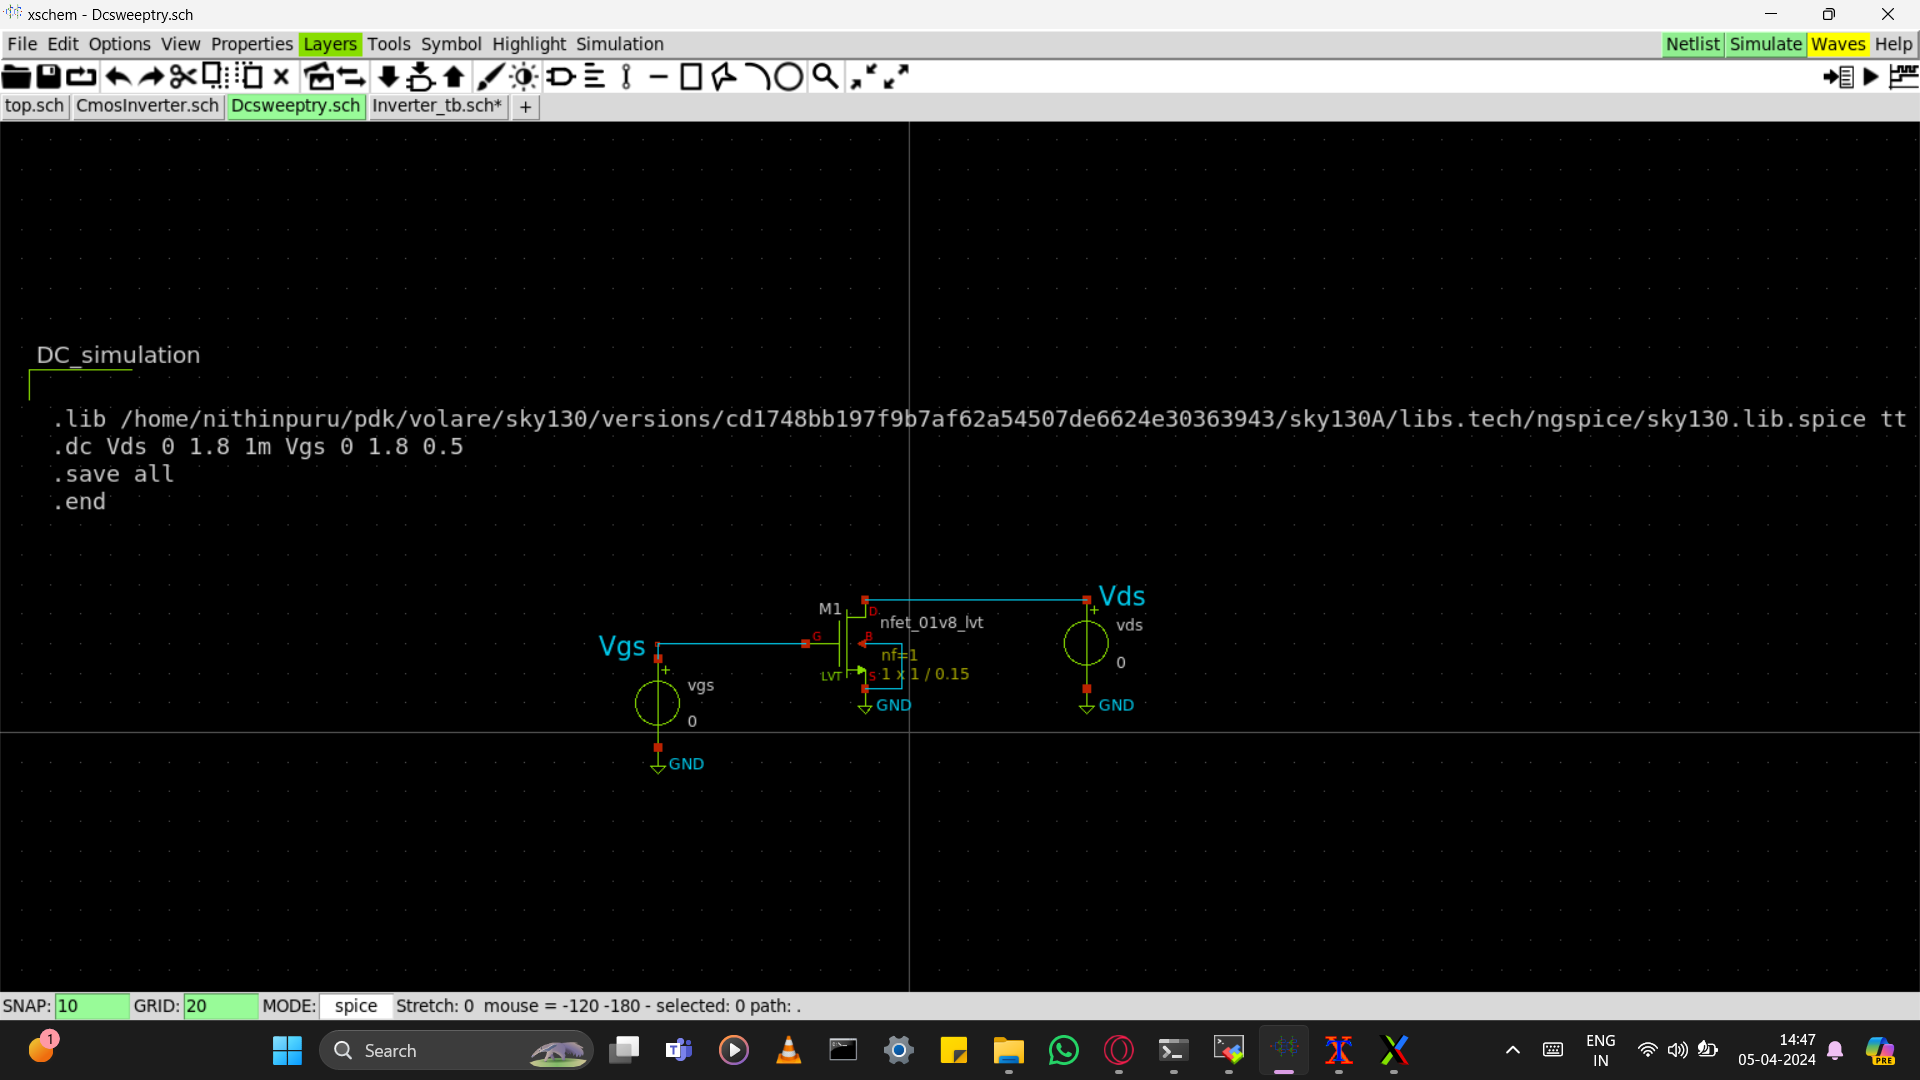 xschem - Dcsweeptry.sch
File Edit Options View Properties Layers Tools Symbol Highlight Simulation Netlist Simulate Waves Help
top.sch CmosInverter.sch Dcsweeptry.sch Inverter_tb.sch* +
DC_simulation
.lib /home/nithinpuru/pdk/volare/sky130/versions/cd1748bb197f9b7af62a54507de6624e30363943/sky130A/libs.tech/ngspice/sky130.lib.spice tt
.dc Vds 0 1.8 1m Vgs 0 1.8 0.5
.save all
.end
Vds
M1 D
nfet_01v8_lvt
vds
+
G B
Vgs
nf=1
0
+
LVT S 1 x 1 / 0.15
vgs
GND
GND
0
GND
SNAP: 10 GRID: 20 MODE: spice Stretch: 0 mouse = -120 -180 - selected: 0 path: .
1
Search
ENG
IN
14:47
05-04-2024
PRE